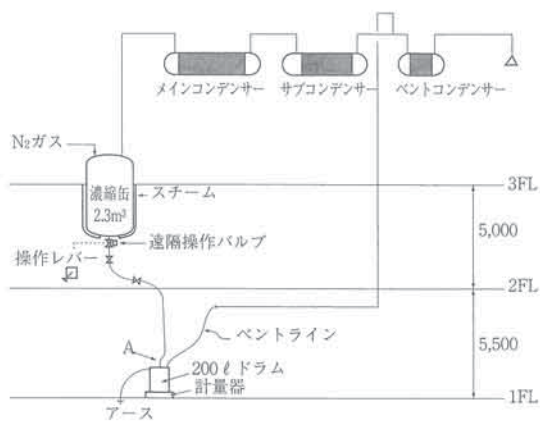 メインコンデンサー
サブコンデンサー
ベントコンデンサー
N₂ガス
濃縮缶
2.3m³
スチーム
3FL
遠隔操作バルブ
操作レバー
5,000
2FL
ベントライン
A
200ℓドラム
計量器
5,500
アース
1FL